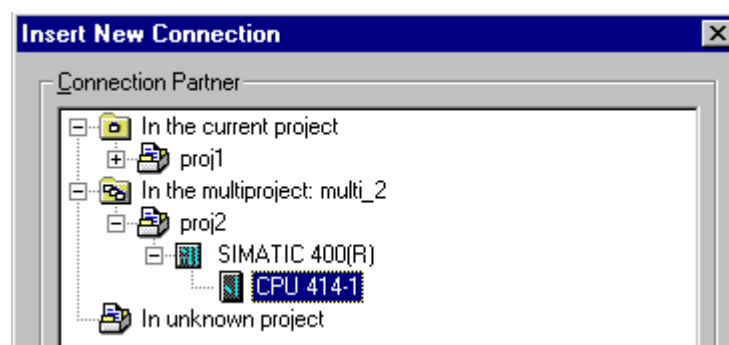 Insert New Connection
Connection Partner
In the current project
proj1
In the multiproject: multi_2
proj2
SIMATIC 400(R)
CPU 414-1
In unknown project